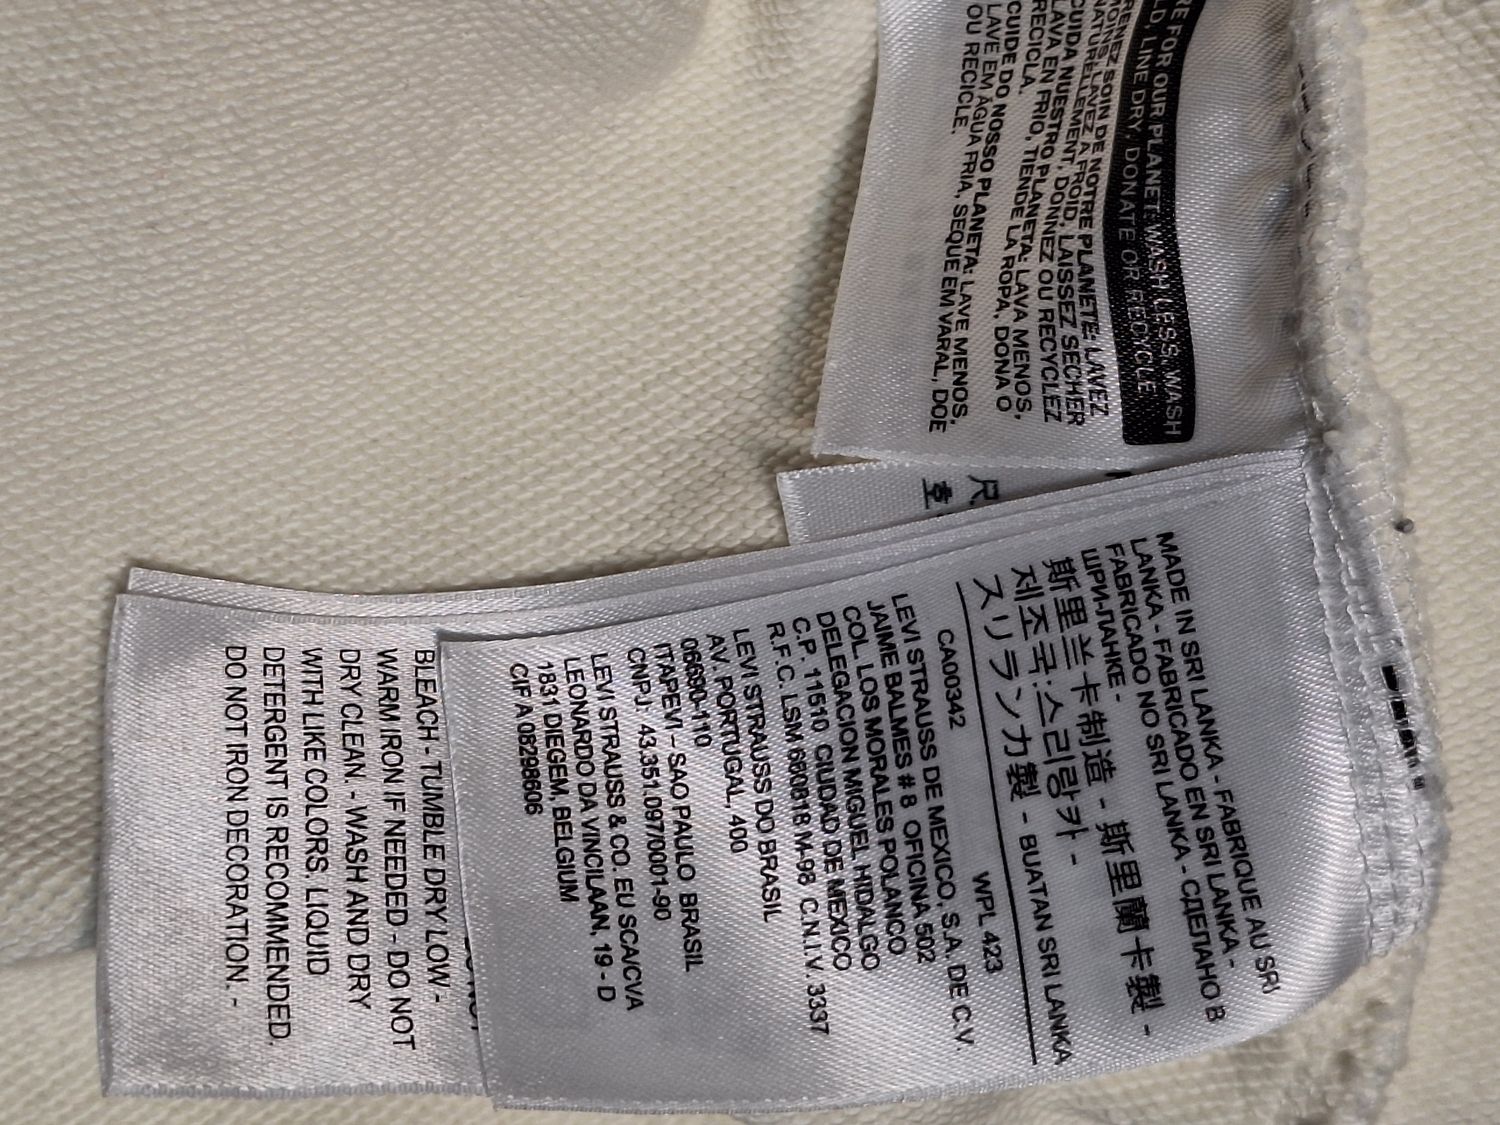 RE FOR OUR PLANET: WASH LESS, WASH
LD, LINE DRY, DONATE OR RECYCLE
RENEZ SOIN DE NOTRE PLANETE: LAVEZ
MOINS, LAVEZ A FROID, LAISSEZ SECHER
NATURELLEMENT, DONNEZ OU RECYCLEZ
CUIDA NUESTRO PLANETA: LAVA MENOS,
LAVA EN FRIO, TIENDE LA ROPA, DONA O
RECICLA.
CUIDE DO NOSSO PLANETA: LAVE MENOS,
LAVE EM ÁGUA FRIA, SEQUE EM VARAL, DOE
OU RECICLE.
尺
호
MADE IN SRI LANKA - FABRIQUE AU SRI
LANKA - FABRICADO EN SRI LANKA -
FABRICADO NO SRI LANKA - СДЕЛАНО В
ШРИ-ЛАНКЕ -
斯里兰卡制造 - 斯里蘭卡製 -
제조국:스리랑카 -
スリランカ製 - BUATAN SRI LANKA
CA00342 WPL 423
LEVI STRAUSS DE MEXICO, S.A. DE C.V.
JAIME BALMES # 8 OFICINA 502
COL. LOS MORALES POLANCO
DELEGACION MIGUEL HIDALGO
C.P. 11510 CIUDAD DE MEXICO
R.F.C. LSM 680818 M-98 C.N.I.V. 3337
LEVI STRAUSS DO BRASIL
AV. PORTUGAL, 400
06690-110
ITAPEVI - SAO PAULO BRASIL
CNPJ - 43.351.097/0001-90
LEVI STRAUSS & CO. EU SCA/CVA
LEONARDO DA VINCILAAN, 19 - D
1831 DIEGEM, BELGIUM
CIF A 08298606
BLEACH - TUMBLE DRY LOW -
WARM IRON IF NEEDED - DO NOT
DRY CLEAN. - WASH AND DRY
WITH LIKE COLORS. LIQUID
DETERGENT IS RECOMMENDED.
DO NOT IRON DECORATION. -